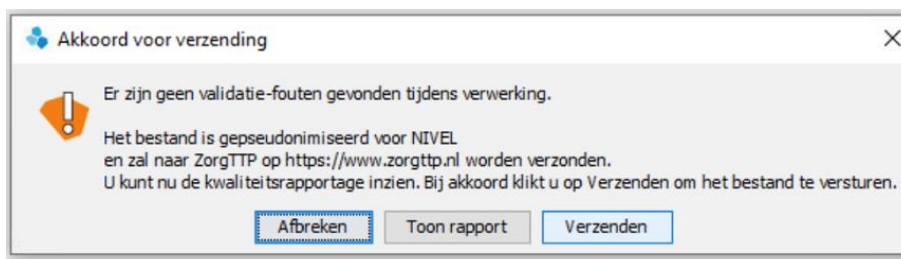 Akkoord voor verzending
Er zijn geen validatie-fouten gevonden tijdens verwerking.
Het bestand is gepseudonimiseerd voor NIVEL
en zal naar ZorgTTP op https://www.zorgttp.nl worden verzonden.
U kunt nu de kwaliteitsrapportage inzien. Bij akkoord klikt u op Verzenden om het bestand te versturen.
Afbreken Toon rapport Verzenden